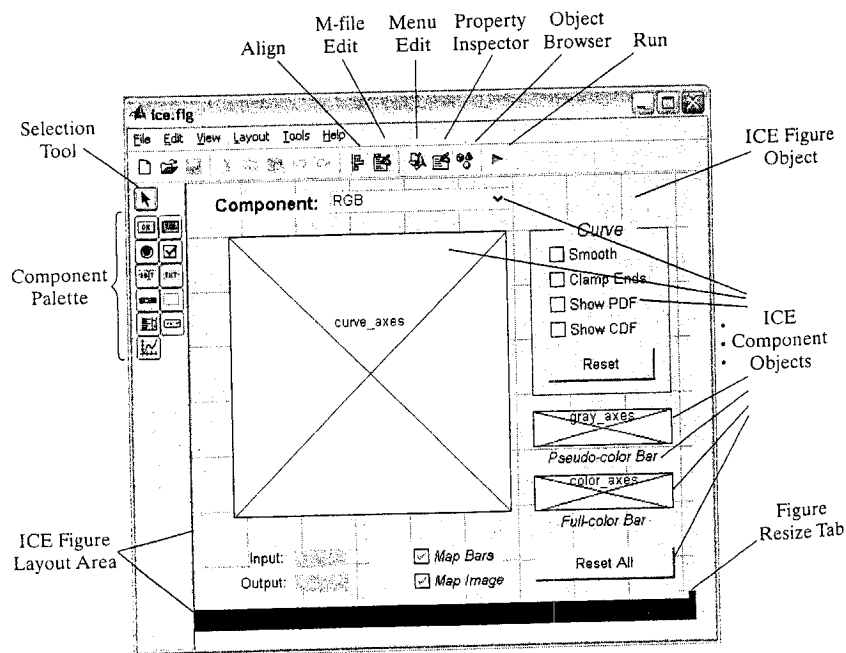 M-file Edit
Menu Edit
Property Inspector
Object Browser
Align
Run
Selection Tool
ice.fig
File Edit View Layout Tools Help
ICE Figure Object
Component: RGB
Curve
Smooth
Clamp Ends
Show PDF
Show CDF
Reset
Component Palette
OK
EDIT
TXT
curve_axes
ICE Component Objects
gray_axes
Pseudo-color Bar
color_axes
Full-color Bar
Figure Resize Tab
ICE Figure Layout Area
Input:
Map Bars
Reset All
Output:
Map Image